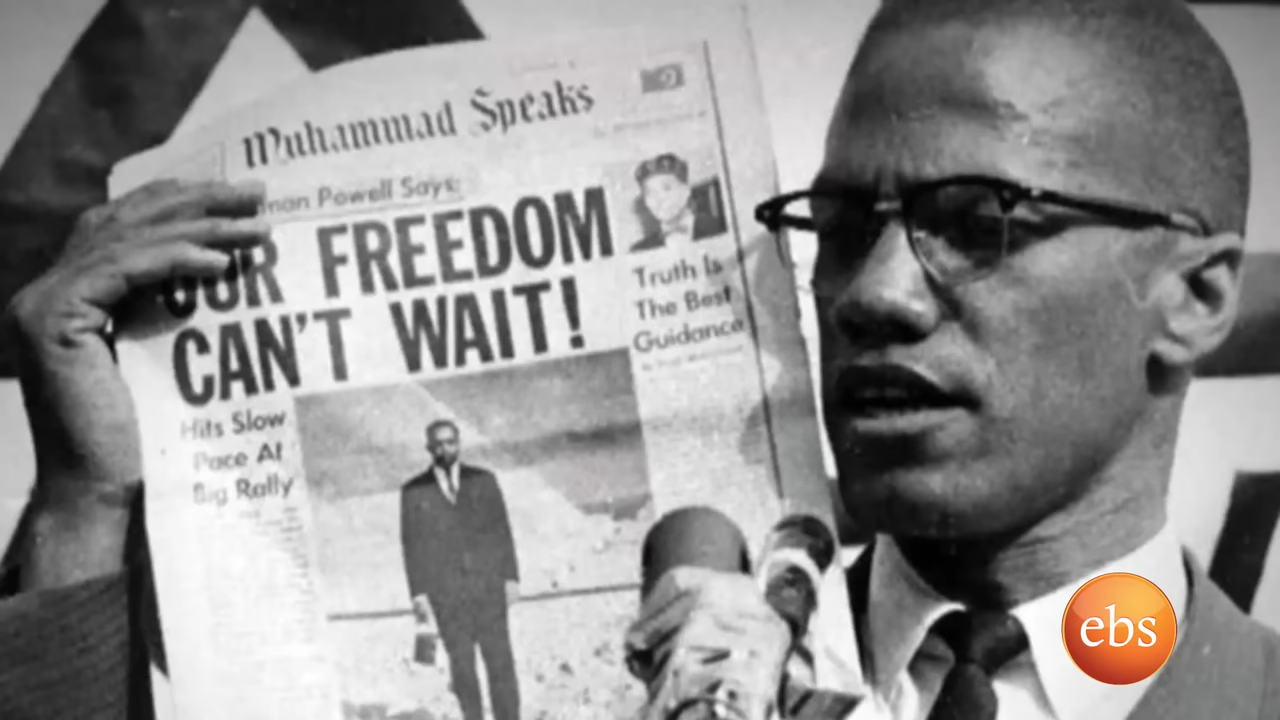 Muhammad Speaks
man Powell Says:
OUR FREEDOM
CAN'T WAIT!
Truth Is
The Best
Guidance
Hits Slow
Pace At
Big Rally
ebs